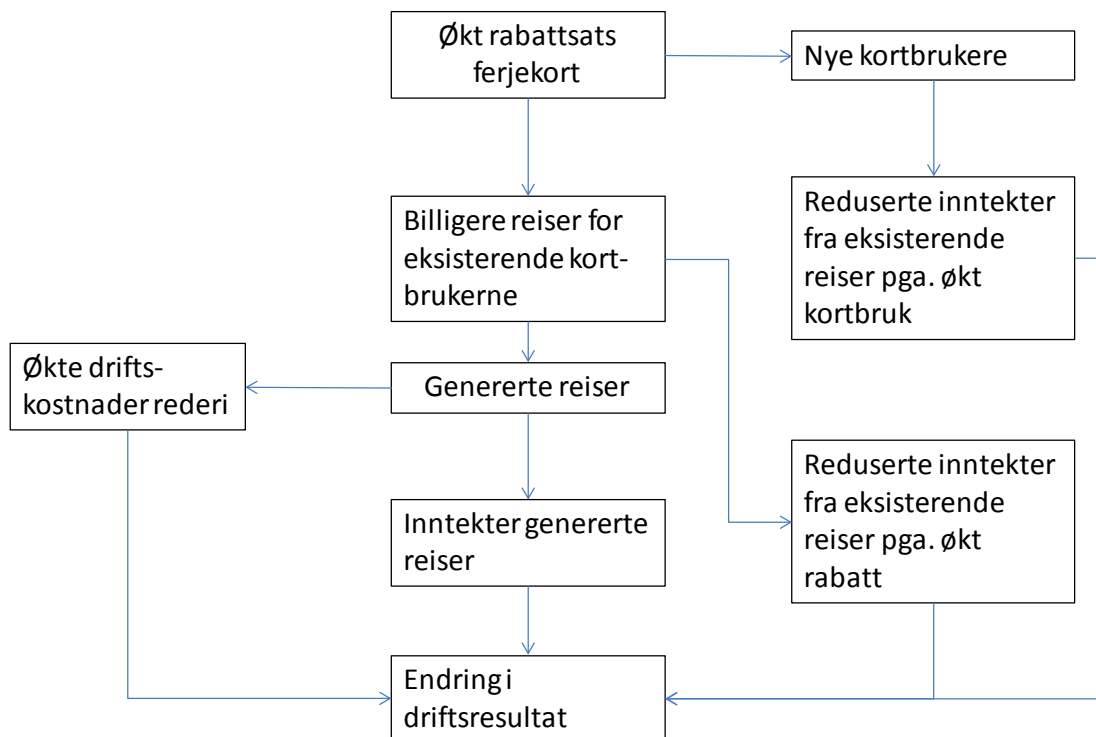 Økt rabattsats
ferjekort
Nye kortbrukere
Billigere reiser for
eksisterende kort-
brukerne
Reduserte inntekter
fra eksisterende
reiser pga. økt
kortbruk
Økte drifts-
kostnader rederi
Genererte reiser
Inntekter genererte
reiser
Reduserte inntekter
fra eksisterende
reiser pga. økt
rabatt
Endring i
driftsresultat